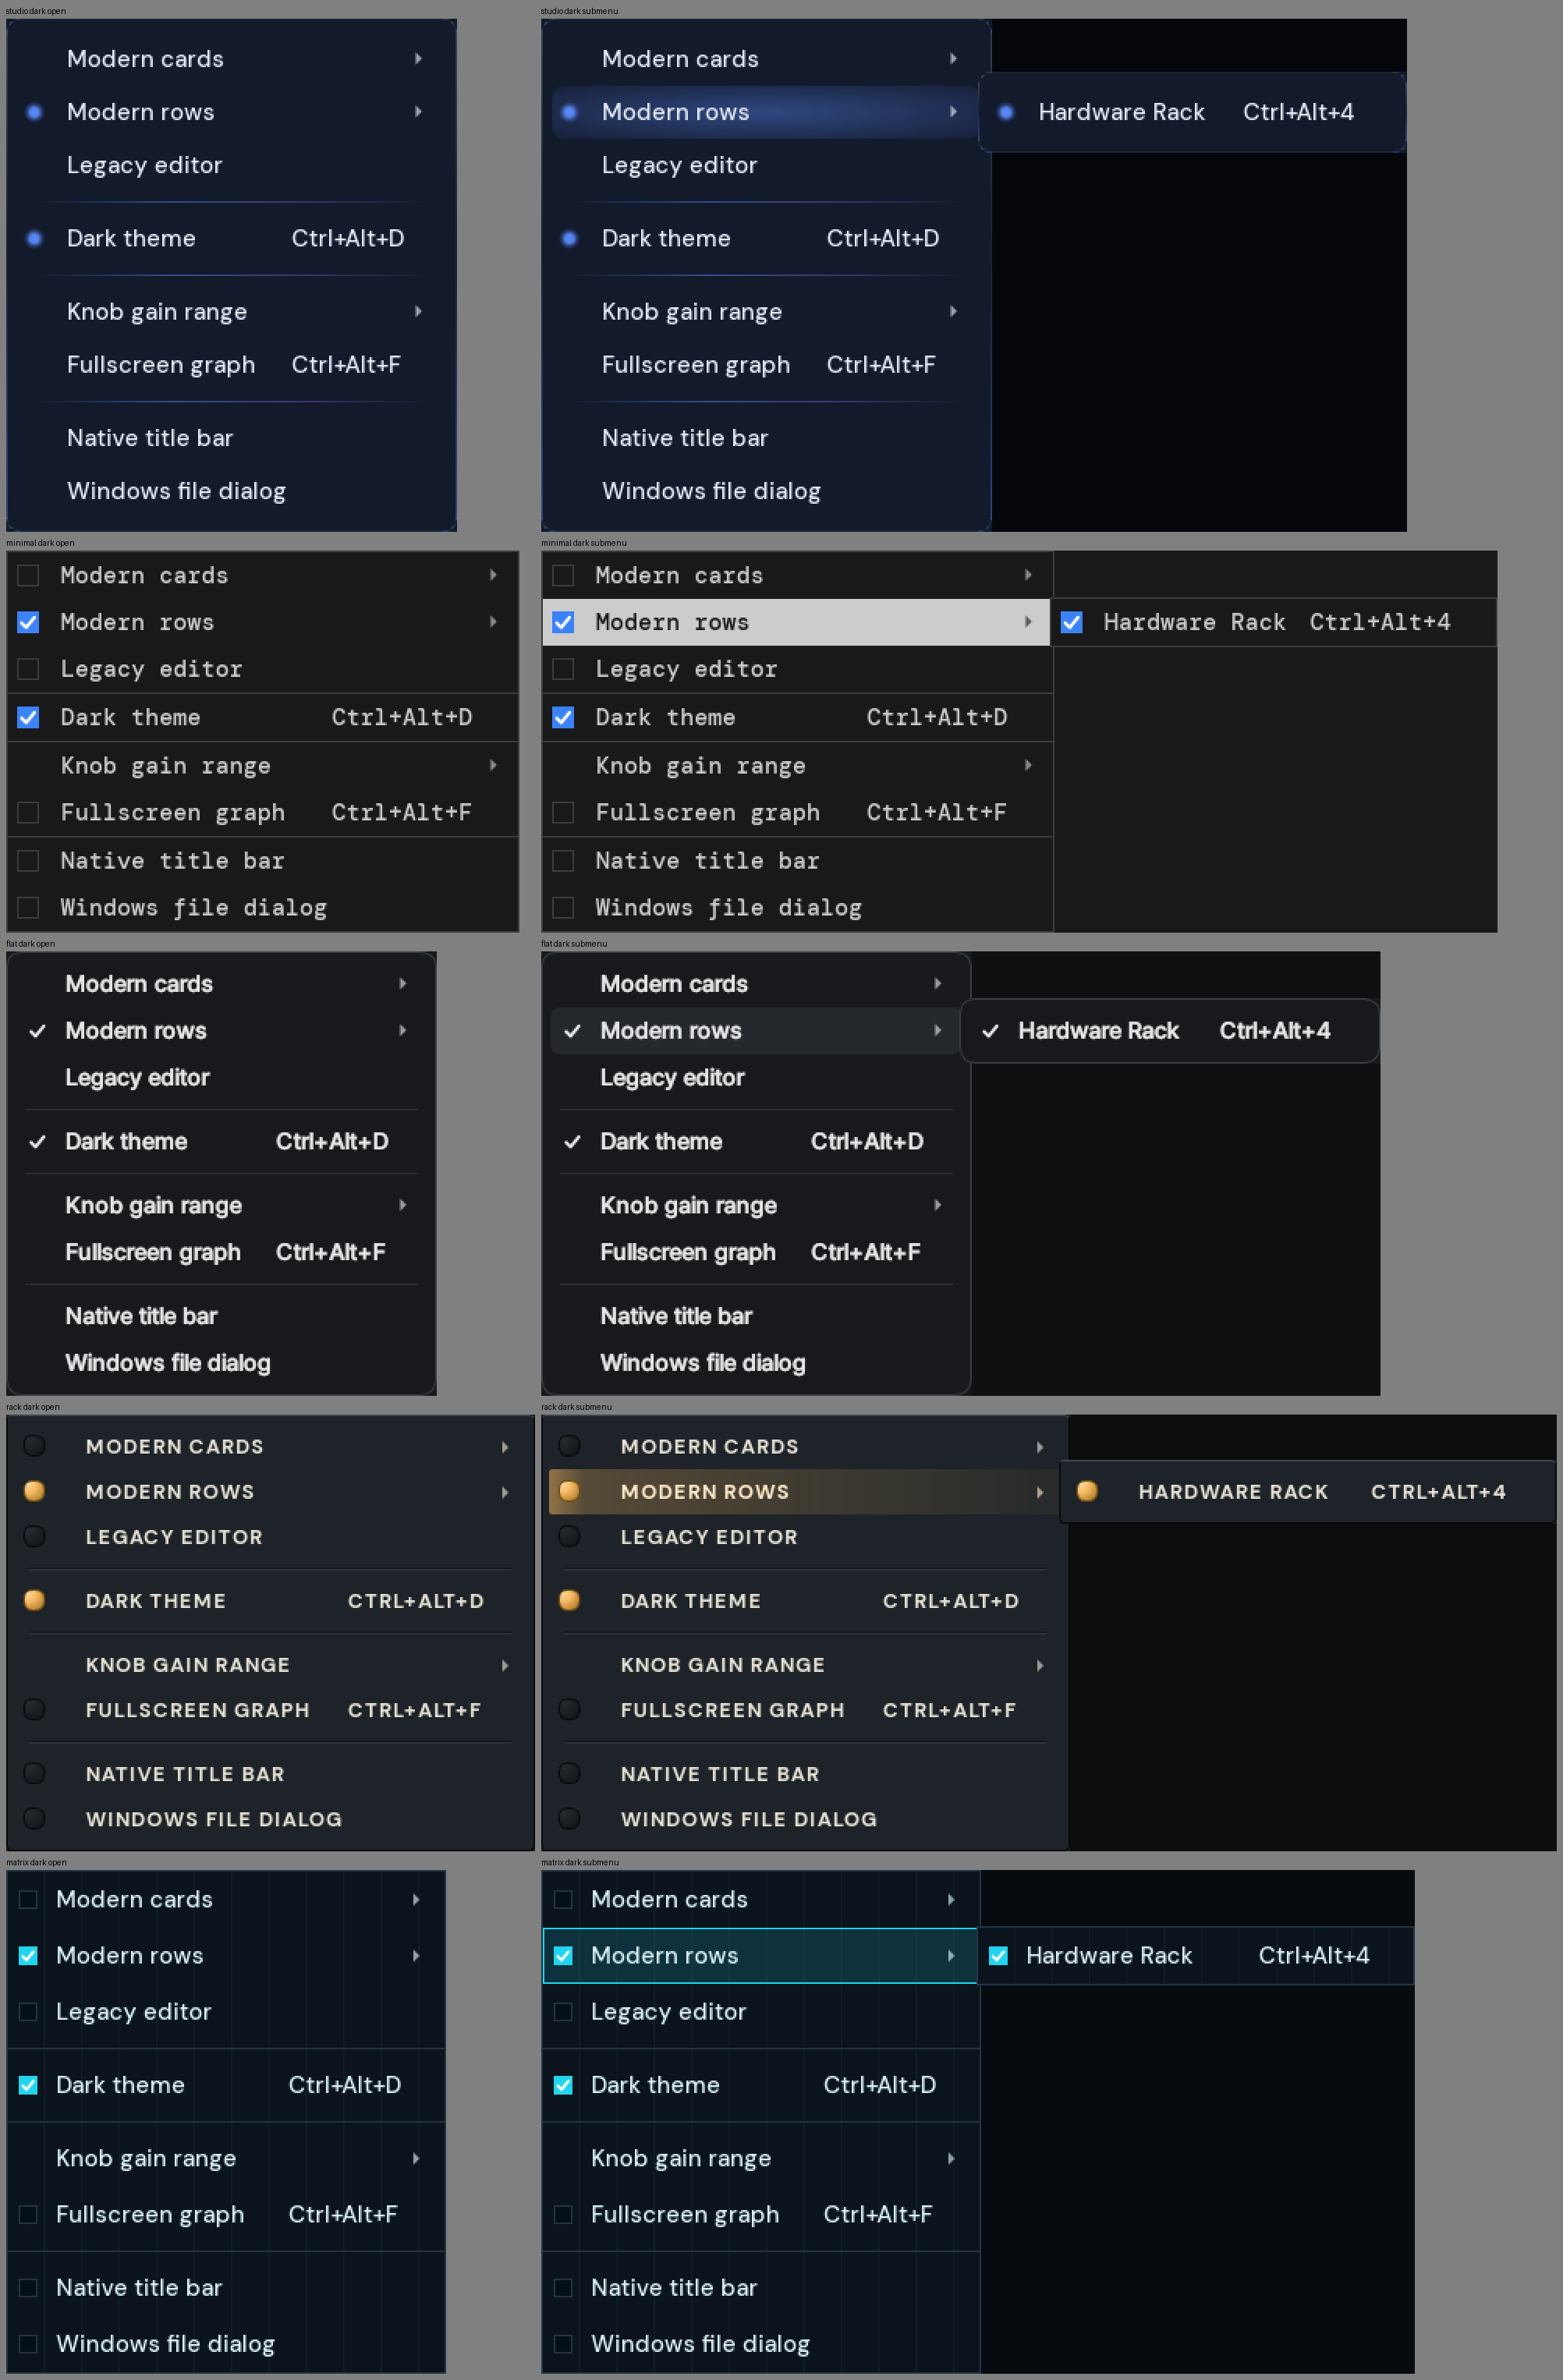 studio dark open
Modern cards
Modern rows
Legacy editor
Dark theme Ctrl+Alt+D
Knob gain range
Fullscreen graph Ctrl+Alt+F
Native title bar
Windows file dialog
studio dark submenu
Modern cards
Modern rows
Hardware Rack Ctrl+Alt+4
Legacy editor
Dark theme Ctrl+Alt+D
Knob gain range
Fullscreen graph Ctrl+Alt+F
Native title bar
Windows file dialog
minimal dark open
Modern cards
Modern rows
Legacy editor
Dark theme Ctrl+Alt+D
Knob gain range
Fullscreen graph Ctrl+Alt+F
Native title bar
Windows file dialog
minimal dark submenu
Modern cards
Modern rows
Hardware Rack Ctrl+Alt+4
Legacy editor
Dark theme Ctrl+Alt+D
Knob gain range
Fullscreen graph Ctrl+Alt+F
Native title bar
Windows file dialog
flat dark open
Modern cards
Modern rows
Legacy editor
Dark theme Ctrl+Alt+D
Knob gain range
Fullscreen graph Ctrl+Alt+F
Native title bar
Windows file dialog
flat dark submenu
Modern cards
Modern rows
Hardware Rack Ctrl+Alt+4
Legacy editor
Dark theme Ctrl+Alt+D
Knob gain range
Fullscreen graph Ctrl+Alt+F
Native title bar
Windows file dialog
rack dark open
MODERN CARDS
MODERN ROWS
LEGACY EDITOR
DARK THEME CTRL+ALT+D
KNOB GAIN RANGE
FULLSCREEN GRAPH CTRL+ALT+F
NATIVE TITLE BAR
WINDOWS FILE DIALOG
rack dark submenu
MODERN CARDS
MODERN ROWS
HARDWARE RACK CTRL+ALT+4
LEGACY EDITOR
DARK THEME CTRL+ALT+D
KNOB GAIN RANGE
FULLSCREEN GRAPH CTRL+ALT+F
NATIVE TITLE BAR
WINDOWS FILE DIALOG
matrix dark open
Modern cards
Modern rows
Legacy editor
Dark theme Ctrl+Alt+D
Knob gain range
Fullscreen graph Ctrl+Alt+F
Native title bar
Windows file dialog
matrix dark submenu
Modern cards
Modern rows
Hardware Rack Ctrl+Alt+4
Legacy editor
Dark theme Ctrl+Alt+D
Knob gain range
Fullscreen graph Ctrl+Alt+F
Native title bar
Windows file dialog